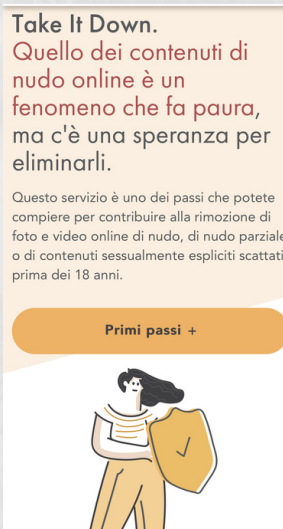 Take It Down.
Quello dei contenuti di
nudo online è un
fenomeno che fa paura,
ma c'è una speranza per
eliminarli.
Questo servizio è uno dei passi che potete
compiere per contribuire alla rimozione di
foto e video online di nudo, di nudo parziale
o di contenuti sessualmente espliciti scattati
prima dei 18 anni.
Primi passi +